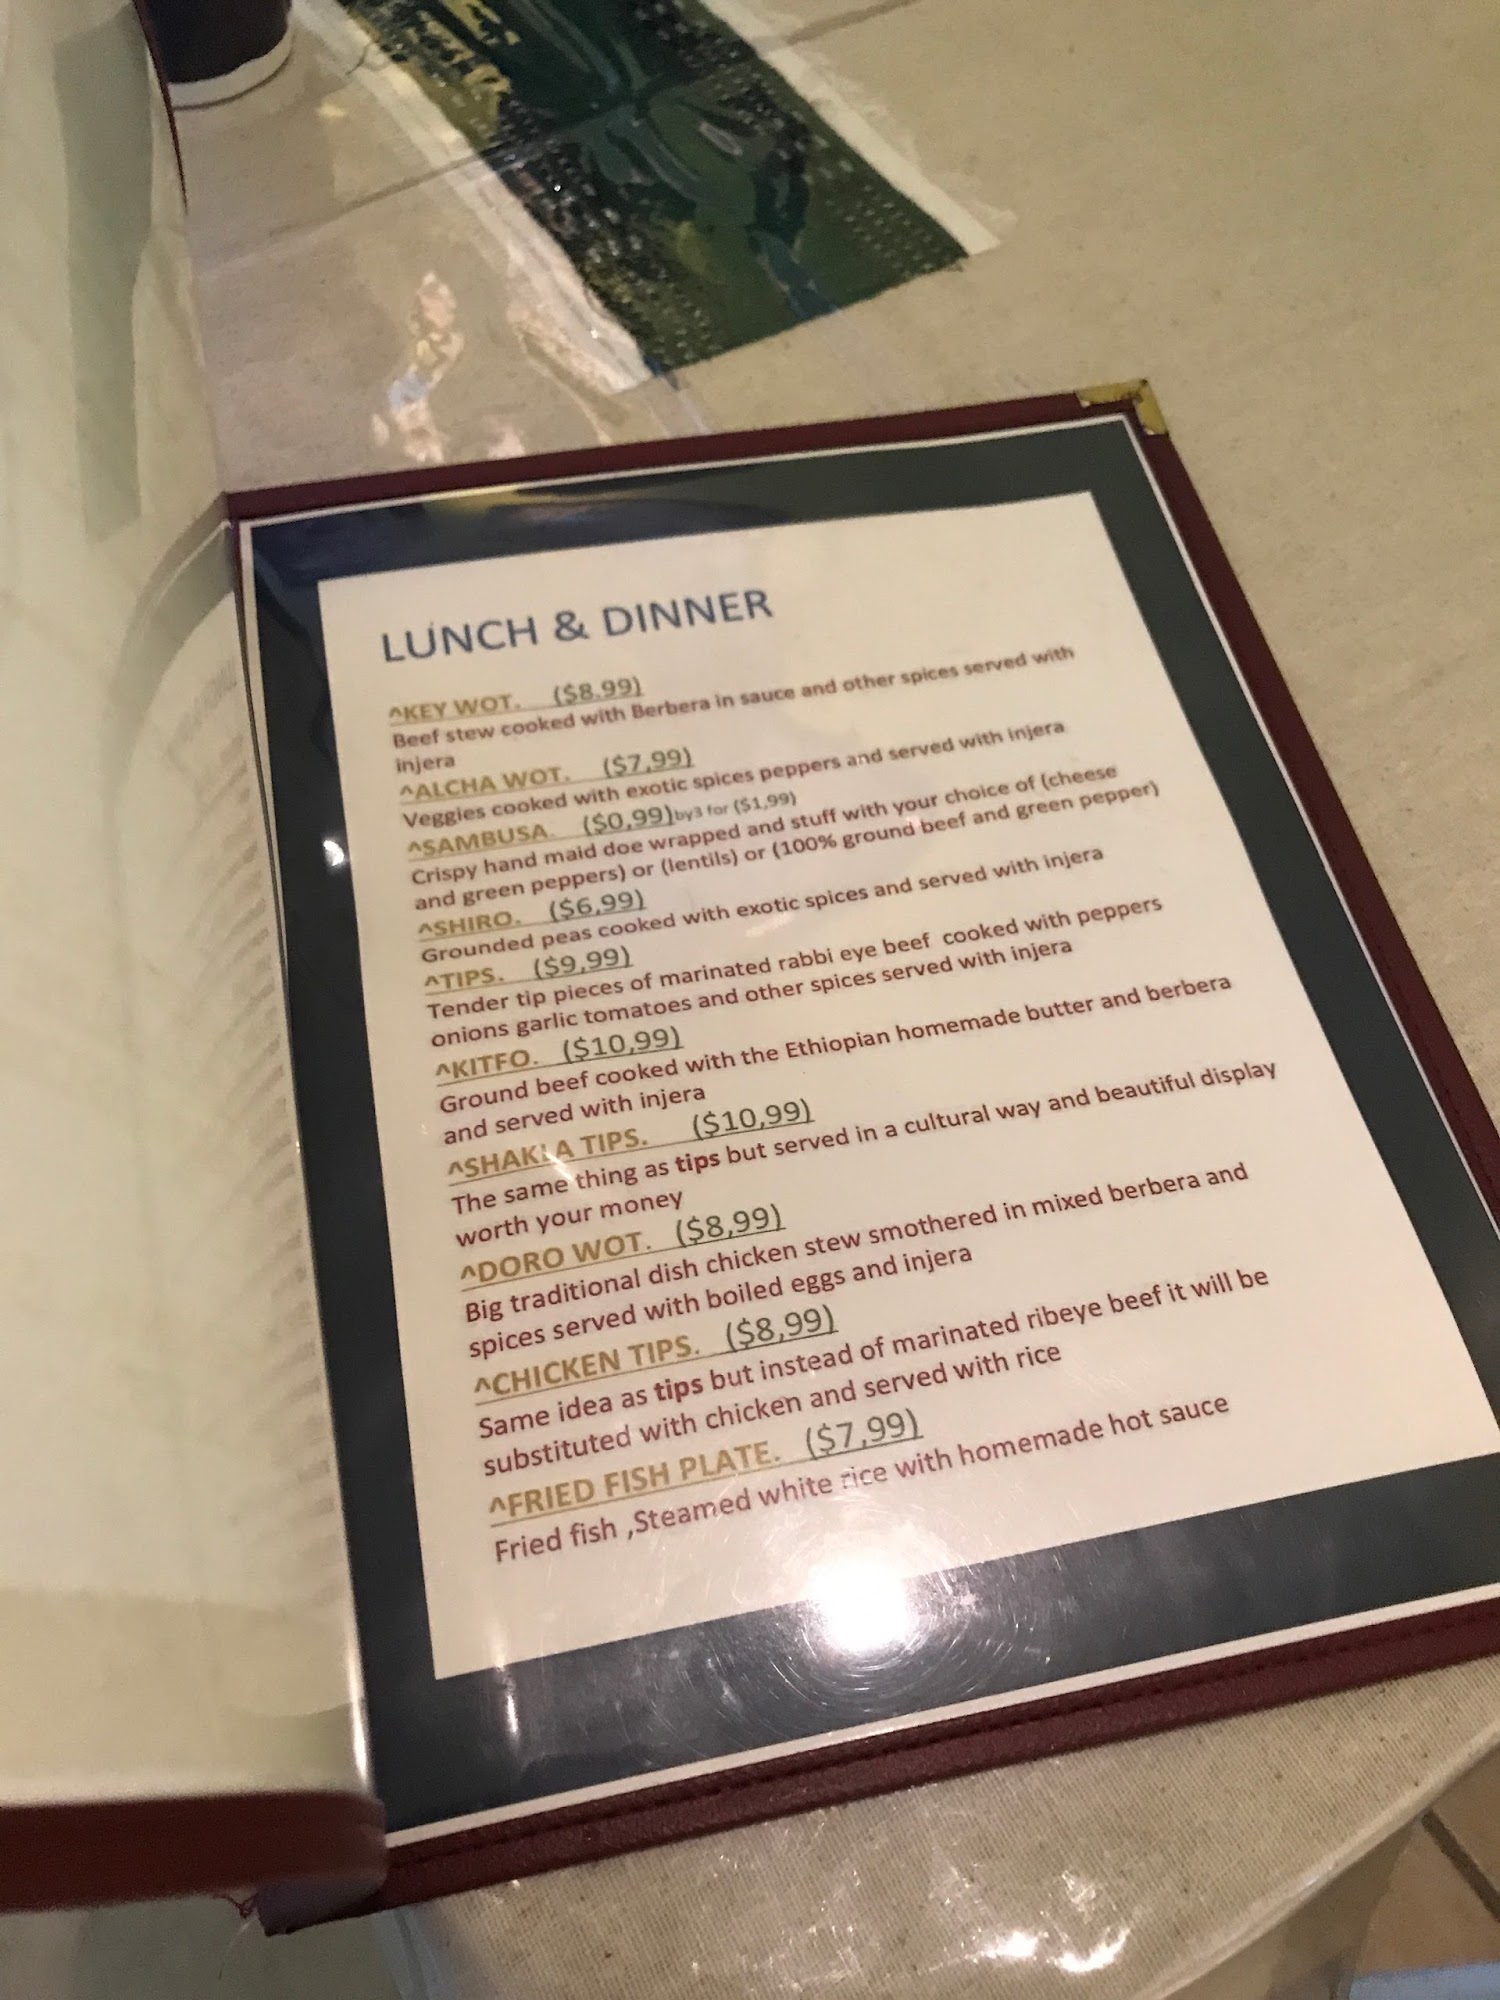 LUNCH & DINNER
^KEY WOT. ($8.99)
Beef stew cooked with Berbera in sauce and other spices served with
injera
^ALCHA WOT. ($7,99)
Veggies cooked with exotic spices peppers and served with injera
^SAMBUSA. ($0,99)by3 for ($1,99)
Crispy hand maid doe wrapped and stuff with your choice of (cheese
and green peppers) or (lentils) or (100% ground beef and green pepper)
^SHIRO. ($6,99)
Grounded peas cooked with exotic spices and served with injera
^TIPS. ($9,99)
Tender tip pieces of marinated rabbi eye beef cooked with peppers
onions garlic tomatoes and other spices served with injera
^KITFO. ($10,99)
Ground beef cooked with the Ethiopian homemade butter and berbera
and served with injera
^SHAKLA TIPS. ($10,99)
The same thing as tips but served in a cultural way and beautiful display
worth your money
^DORO WOT. ($8,99)
Big traditional dish chicken stew smothered in mixed berbera and
spices served with boiled eggs and injera
^CHICKEN TIPS. ($8,99)
Same idea as tips but instead of marinated ribeye beef it will be
substituted with chicken and served with rice
^FRIED FISH PLATE. ($7,99)
Fried fish ,Steamed white rice with homemade hot sauce